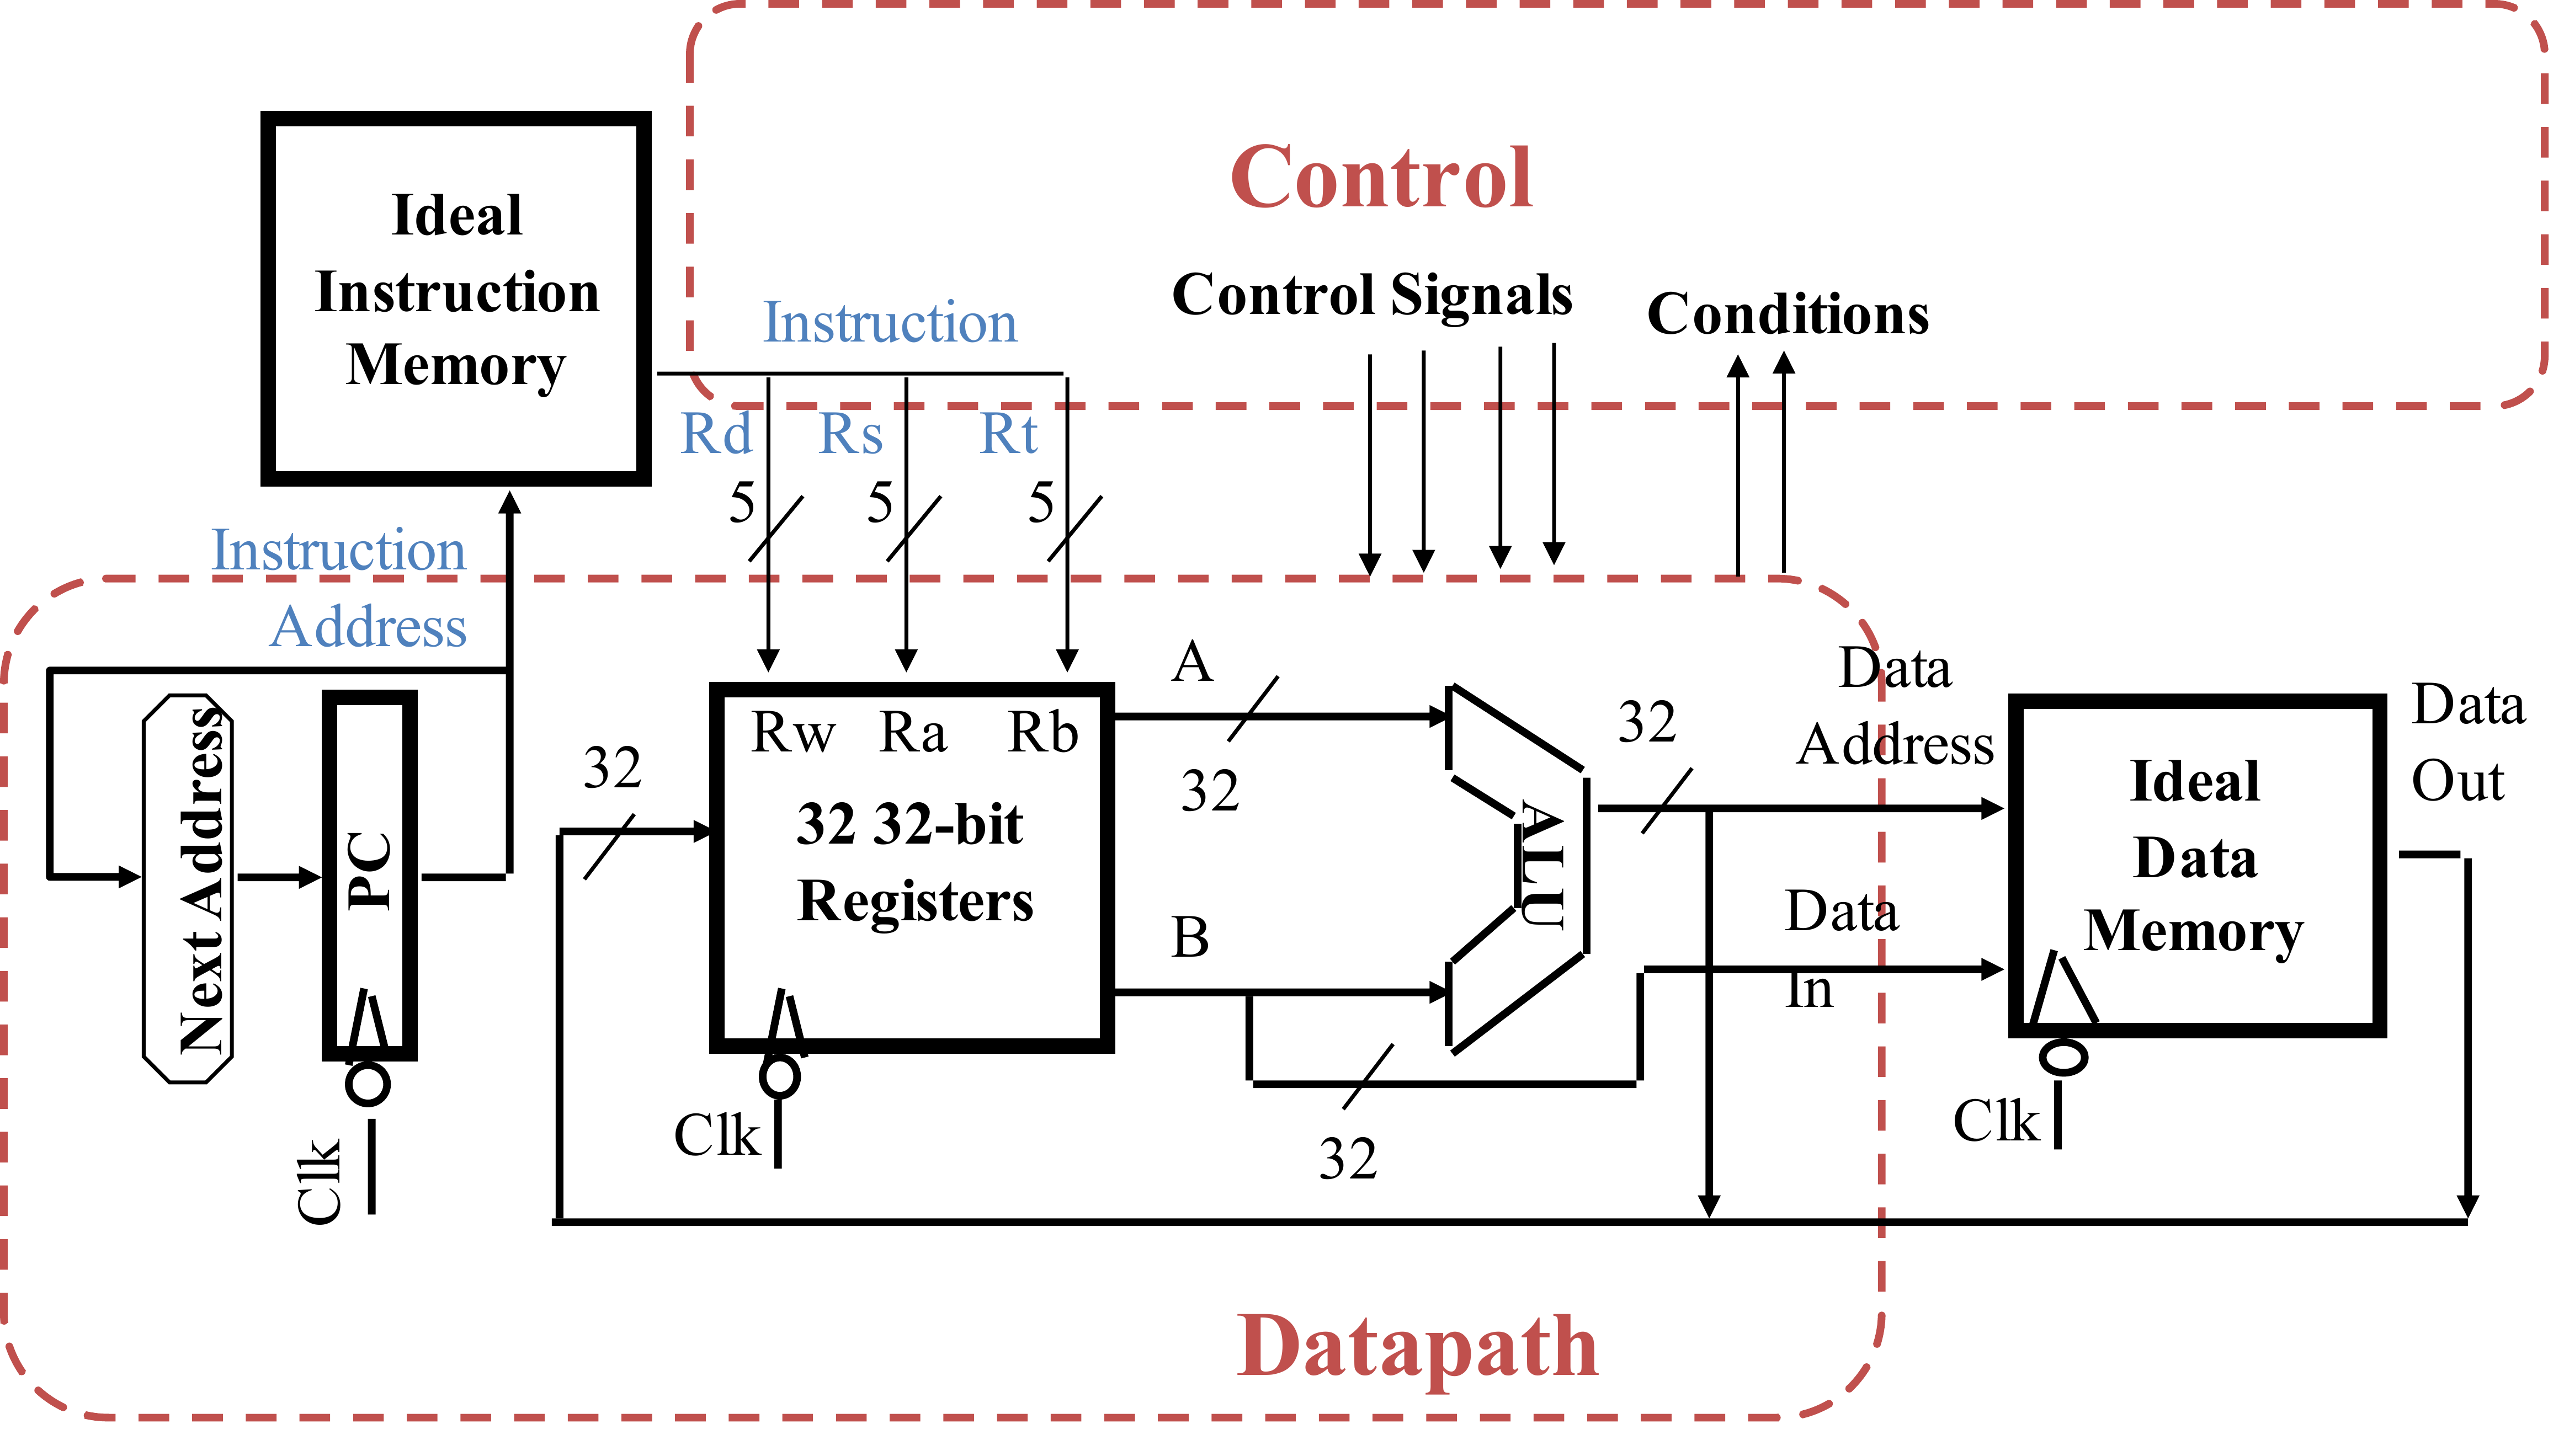 Control
Ideal
Instruction
Memory
Instruction
Control Signals
Conditions
Rd
Rs
Rt
5
5
5
Instruction
Address
Next Address
PC
Clk
32
Rw
Ra
Rb
32 32-bit
Registers
Clk
A
32
B
32
ALU
32
Data
Address
Data
In
Ideal
Data
Memory
Clk
Data
Out
Datapath